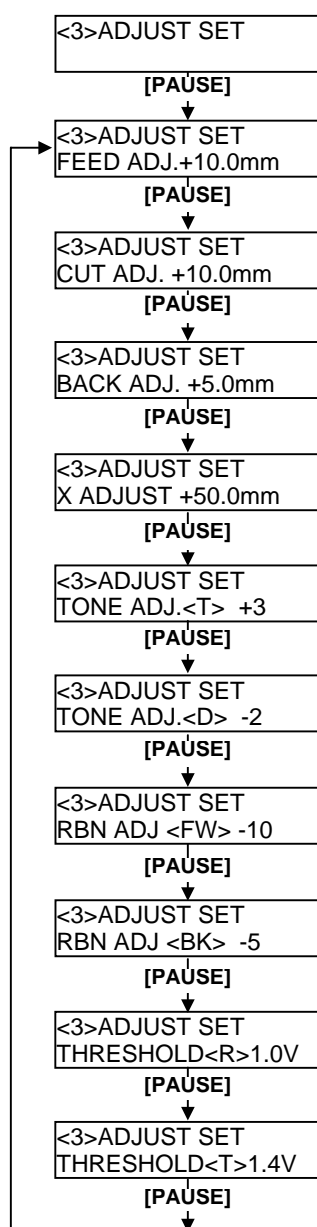 <3>ADJUST SET
[PAUSE]
<3>ADJUST SET
FEED ADJ.+10.0mm
[PAUSE]
<3>ADJUST SET
CUT ADJ. +10.0mm
[PAUSE]
<3>ADJUST SET
BACK ADJ. +5.0mm
[PAUSE]
<3>ADJUST SET
X ADJUST +50.0mm
[PAUSE]
<3>ADJUST SET
TONE ADJ.<T> +3
[PAUSE]
<3>ADJUST SET
TONE ADJ.<D> -2
[PAUSE]
<3>ADJUST SET
RBN ADJ <FW> -10
[PAUSE]
<3>ADJUST SET
RBN ADJ <BK> -5
[PAUSE]
<3>ADJUST SET
THRESHOLD<R>1.0V
[PAUSE]
<3>ADJUST SET
THRESHOLD<T>1.4V
[PAUSE]